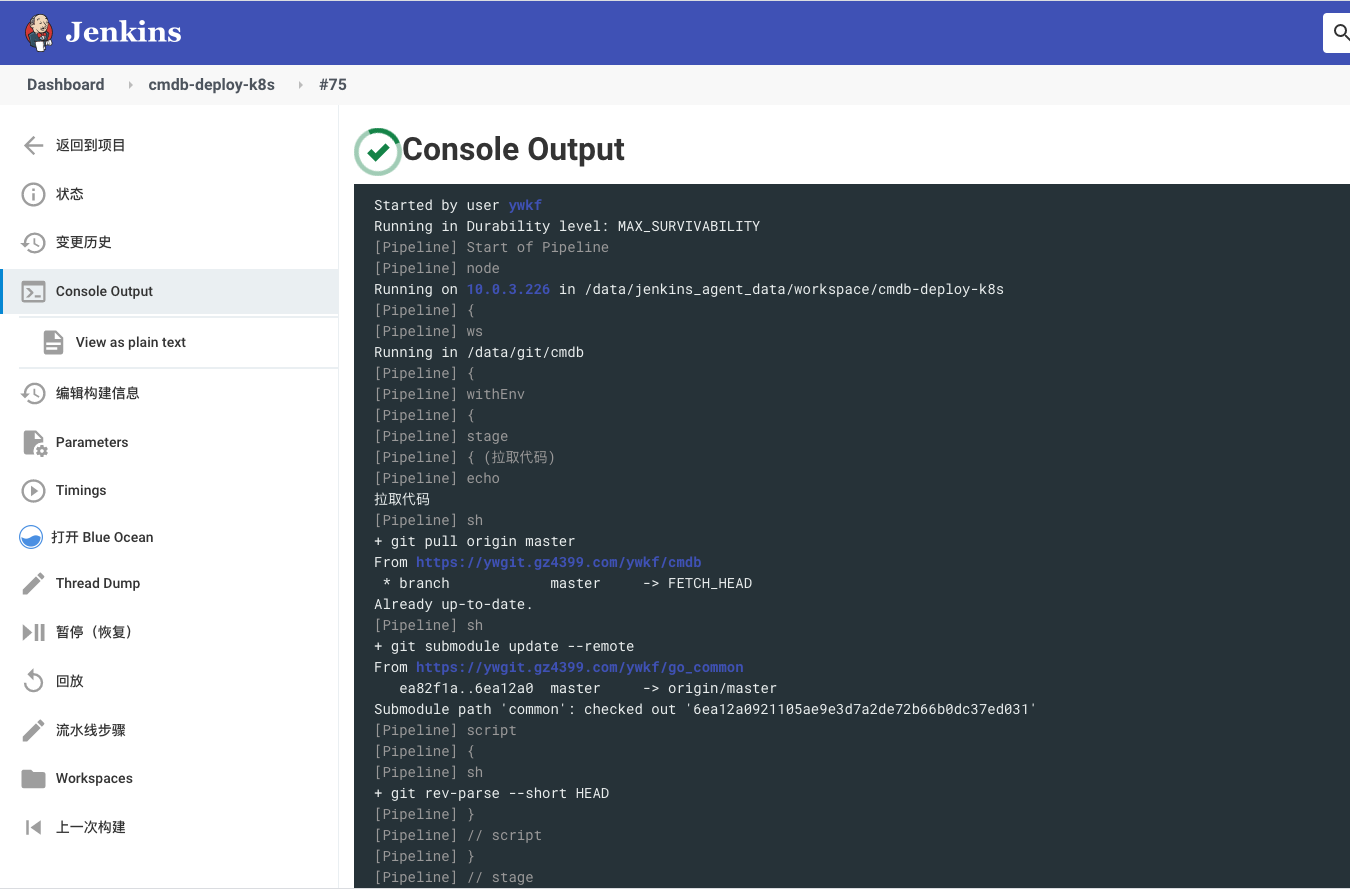 Jenkins
Dashboard
cmdb-deploy-k8s
#75
返回到项目
状态
变更历史
Console Output
View as plain text
编辑构建信息
Parameters
Timings
打开 Blue Ocean
Thread Dump
暂停（恢复）
回放
流水线步骤
Workspaces
上一次构建
Console Output
Started by user ywkf
Running in Durability level: MAX_SURVIVABILITY
[Pipeline] Start of Pipeline
[Pipeline] node
Running on 10.0.3.226 in /data/jenkins_agent_data/workspace/cmdb-deploy-k8s
[Pipeline] {
[Pipeline] ws
Running in /data/git/cmdb
[Pipeline] {
[Pipeline] withEnv
[Pipeline] {
[Pipeline] stage
[Pipeline] { (拉取代码)
[Pipeline] echo
拉取代码
[Pipeline] sh
+ git pull origin master
From https://ywgit.gz4399.com/ywkf/cmdb
 * branch            master     -> FETCH_HEAD
Already up-to-date.
[Pipeline] sh
+ git submodule update --remote
From https://ywgit.gz4399.com/ywkf/go_common
   ea82f1a..6ea12a0  master     -> origin/master
Submodule path 'common': checked out '6ea12a0921105ae9e3d7a2de72b66b0dc37ed031'
[Pipeline] script
[Pipeline] {
[Pipeline] sh
+ git rev-parse --short HEAD
[Pipeline] }
[Pipeline] // script
[Pipeline] }
[Pipeline] // stage